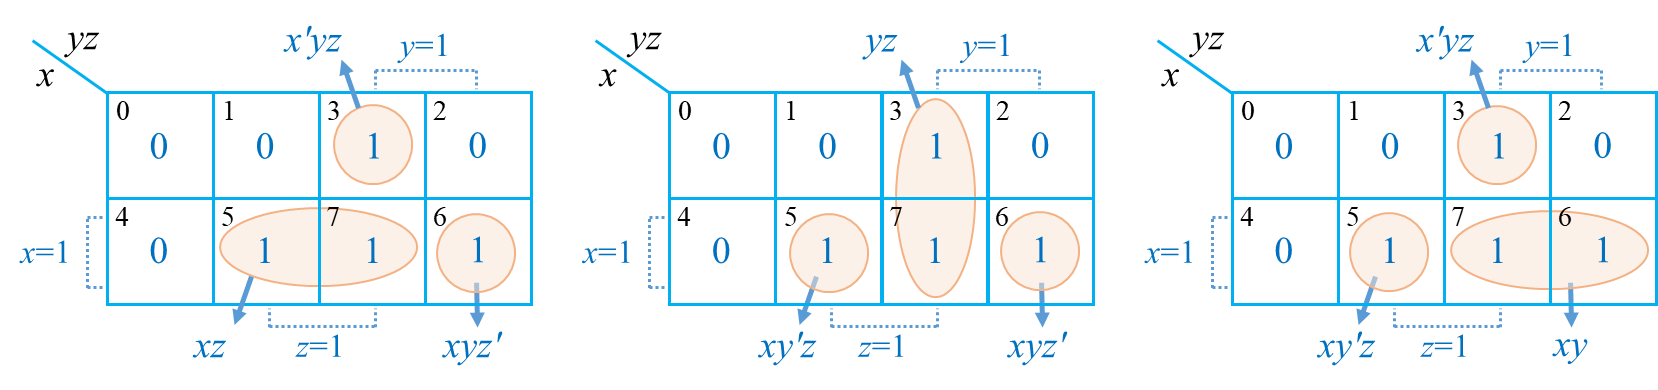 yz x'yz y=1
x
0 1 3 2
0 0 1 0
4 5 7 6
x=1 0 1 1 1
xz z=1 xyz'
yz yz y=1
x
0 1 3 2
0 0 1 0
4 5 7 6
x=1 0 1 1 1
xy'z z=1 xyz'
yz x'yz y=1
x
0 1 3 2
0 0 1 0
4 5 7 6
x=1 0 1 1 1
xy'z z=1 xy